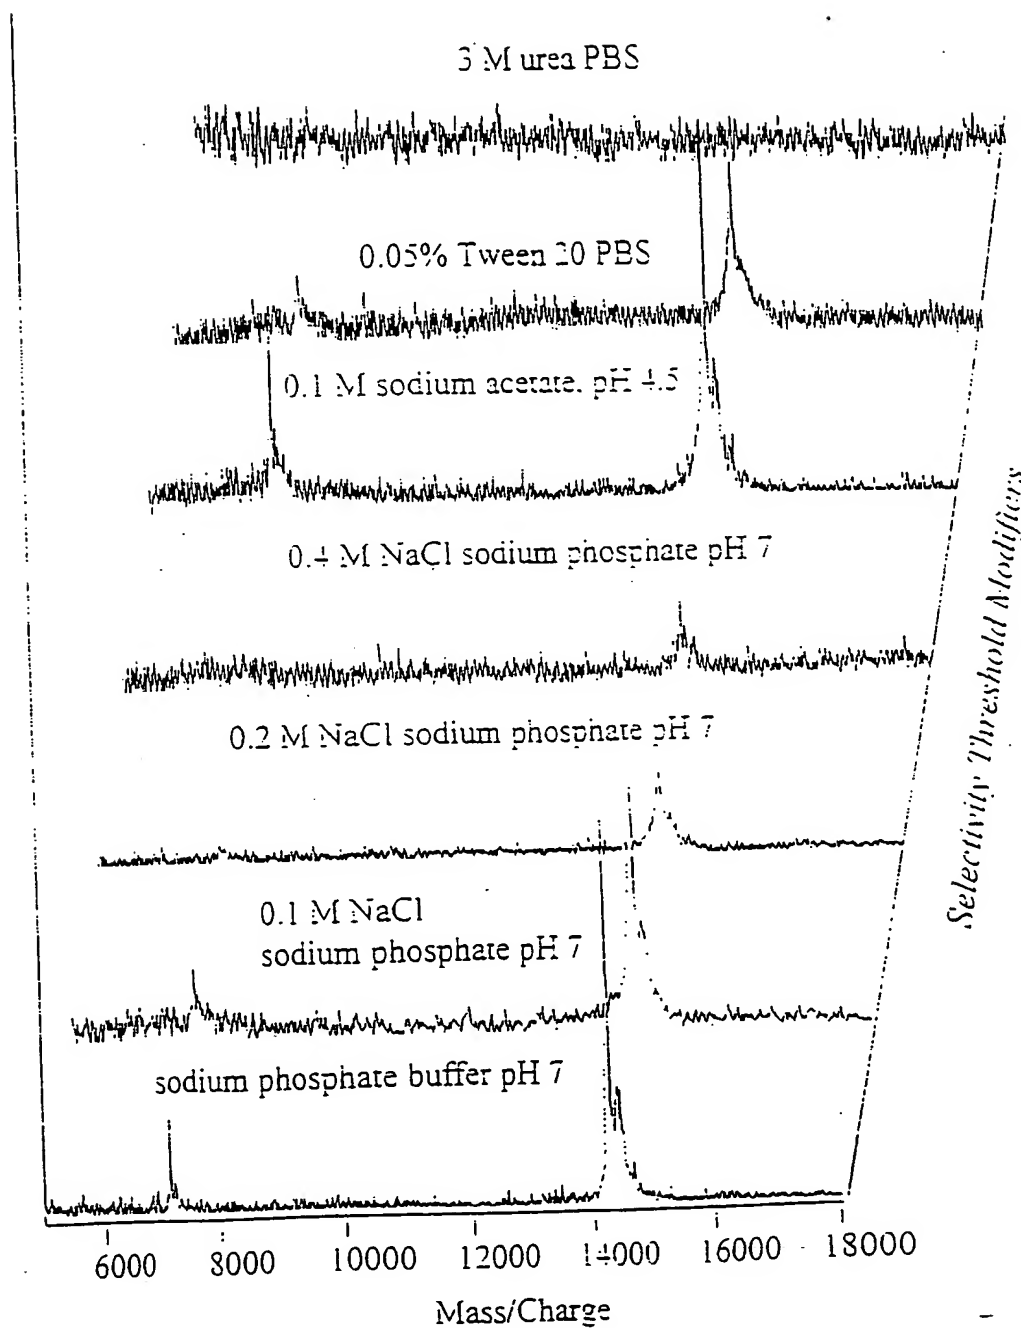 3 M urea PBS
0.05% Tween 20 PBS
0.1 M sodium acetate. pH 4.5
0.4 M NaCl sodium phosphate pH 7
0.2 M NaCl sodium phosphate pH 7
0.1 M NaCl
sodium phosphate pH 7
sodium phosphate buffer pH 7
Selectivity Threshold Modifiers
6000 8000 10000 12000 14000 16000 18000
Mass/Charge